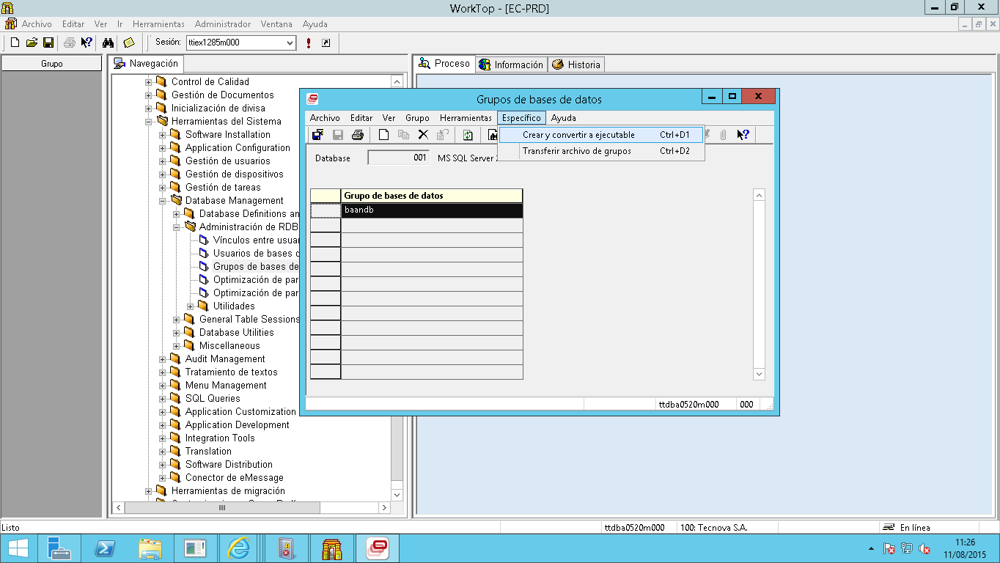 WorkTop - [EC-PRD]
Archivo Editar Ver Ir Herramientas Administrador Ventana Ayuda
Sesión: ttiex1285m000
Grupo
Navegación
Proceso Información Historia
Control de Calidad
Gestión de Documentos
Inicialización de divisa
Herramientas del Sistema
Software Installation
Application Configuration
Gestión de usuarios
Gestión de dispositivos
Gestión de tareas
Database Management
Database Definitions an
Administración de RDB
Vínculos entre usuar
Usuarios de bases d
Grupos de bases de
Optimización de par
Optimización de par
Utilidades
General Table Sessions
Database Utilities
Miscellaneous
Audit Management
Tratamiento de textos
Menu Management
SQL Queries
Application Customization
Application Development
Integration Tools
Translation
Software Distribution
Conector de eMessage
Herramientas de migración
Grupos de bases de datos
Archivo Editar Ver Grupo Herramientas Específico Ayuda
Crear y convertir a ejecutable Ctrl+D1
Transferir archivo de grupos Ctrl+D2
Database 001 MS SQL Server
Grupo de bases de datos
baandb
ttdba0520m000 000
Listo ttdba0520m000 100: Tecnova S.A. En línea
11:26
11/08/2015